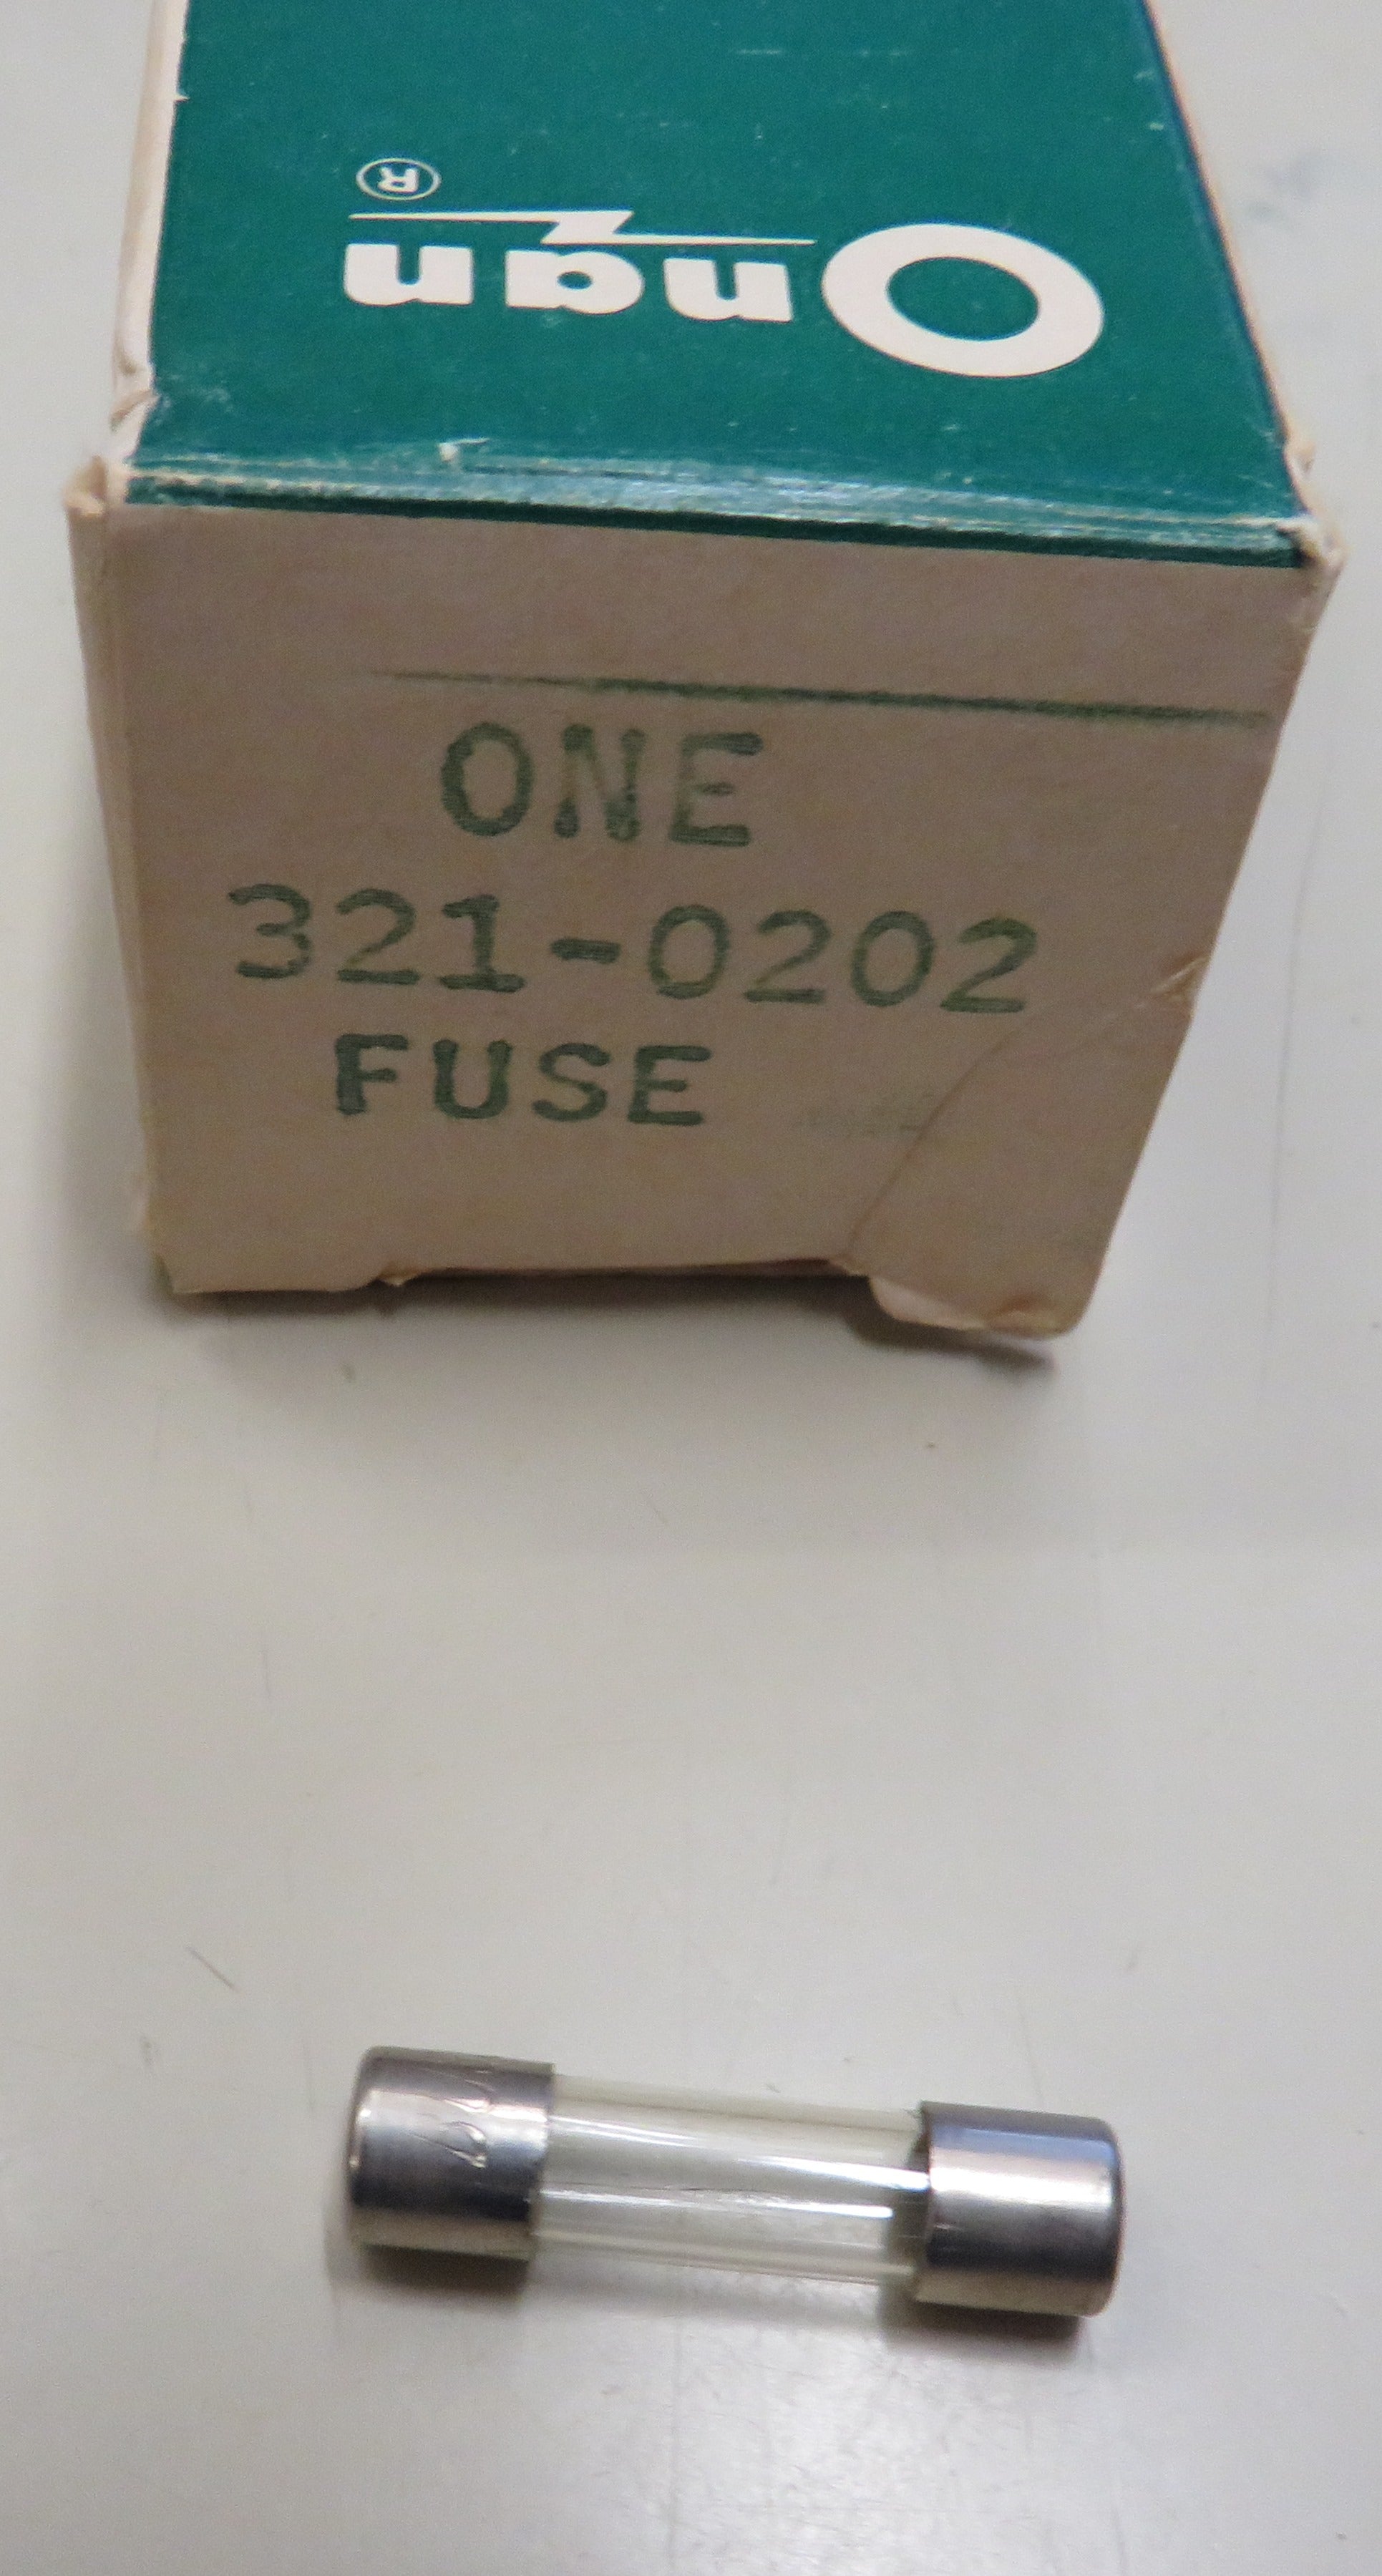 Onan ®
ONE
321-0202
FUSE